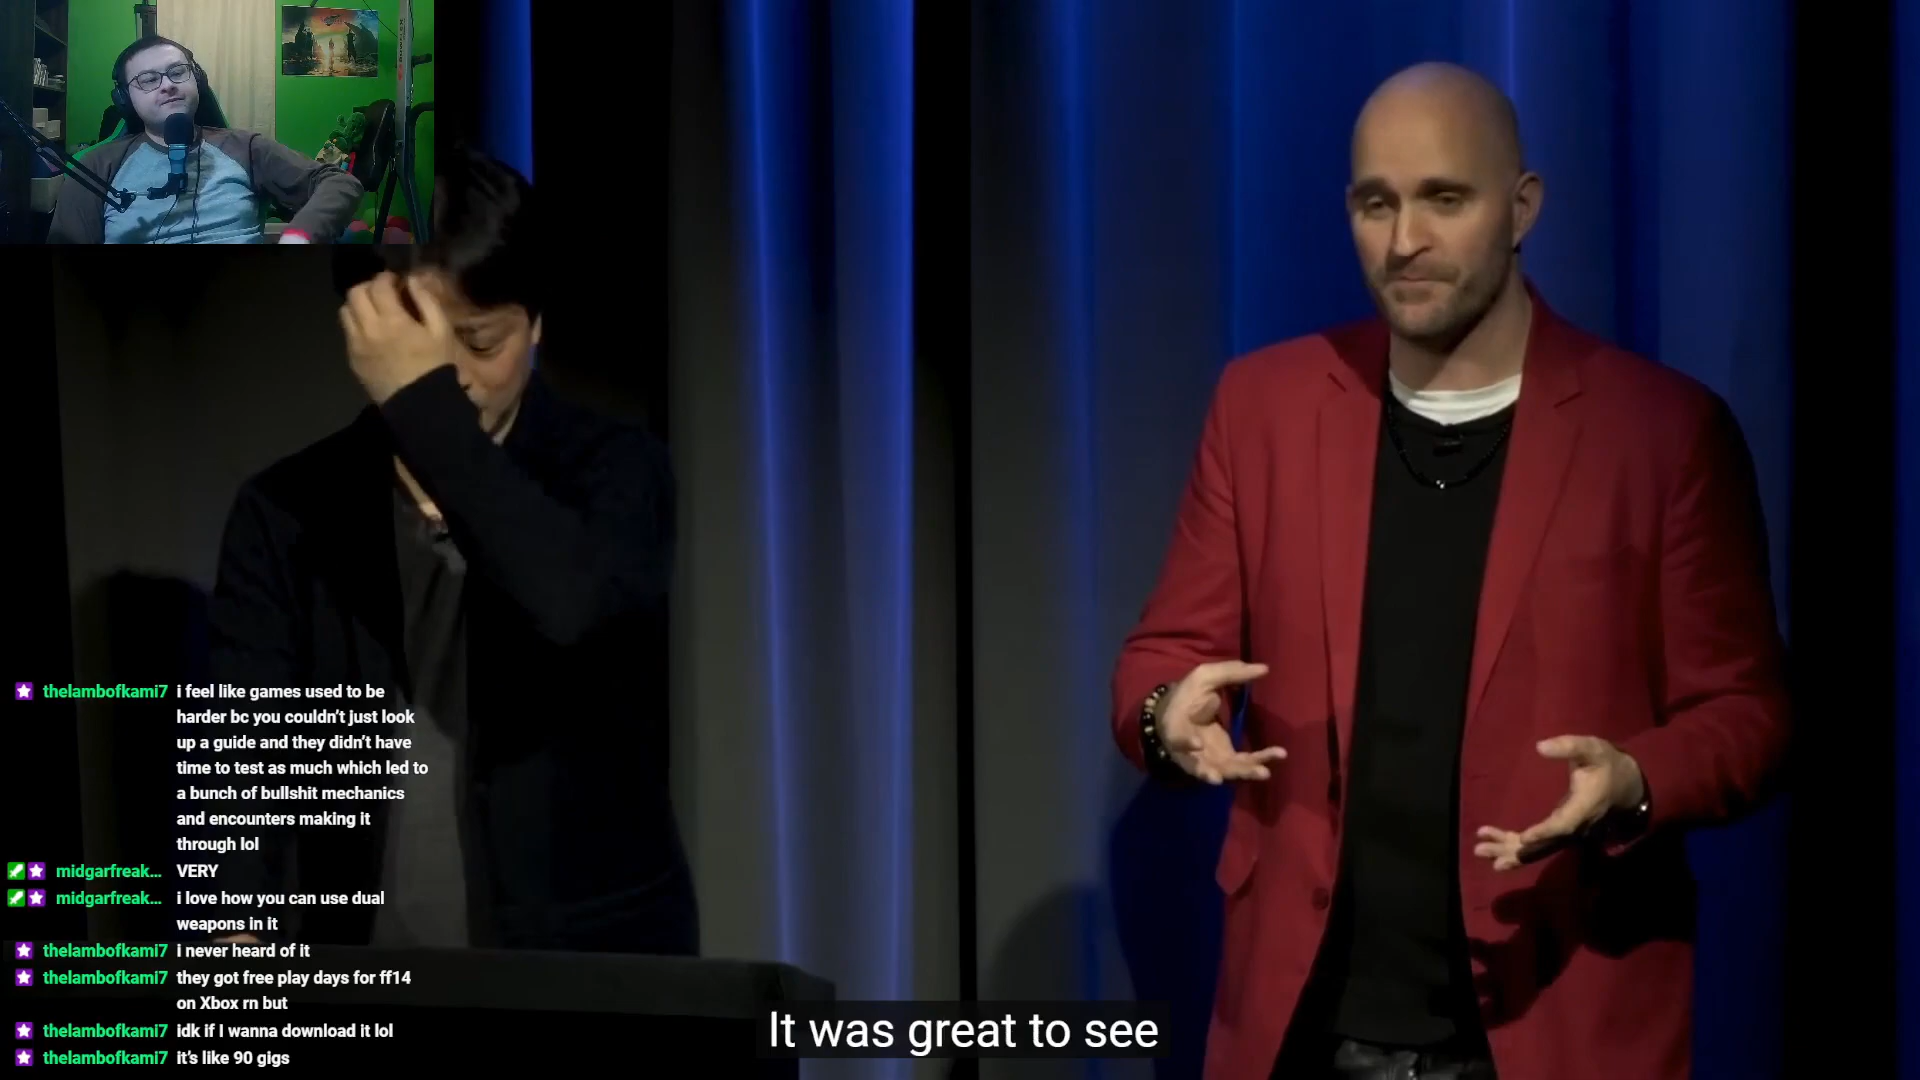 thelambofkami7 i feel like games used to be
harder bc you couldn't just look
up a guide and they didn't have
time to test as much which led to
a bunch of bullshit mechanics
and encounters making it
through lol
midgarfreak... VERY
midgarfreak... i love how you can use dual
weapons in it
thelambofkami7 i never heard of it
thelambofkami7 they got free play days for ff14
on Xbox rn but
thelambofkami7 idk if I wanna download it lol
thelambofkami7 it's like 90 gigs
It was great to see